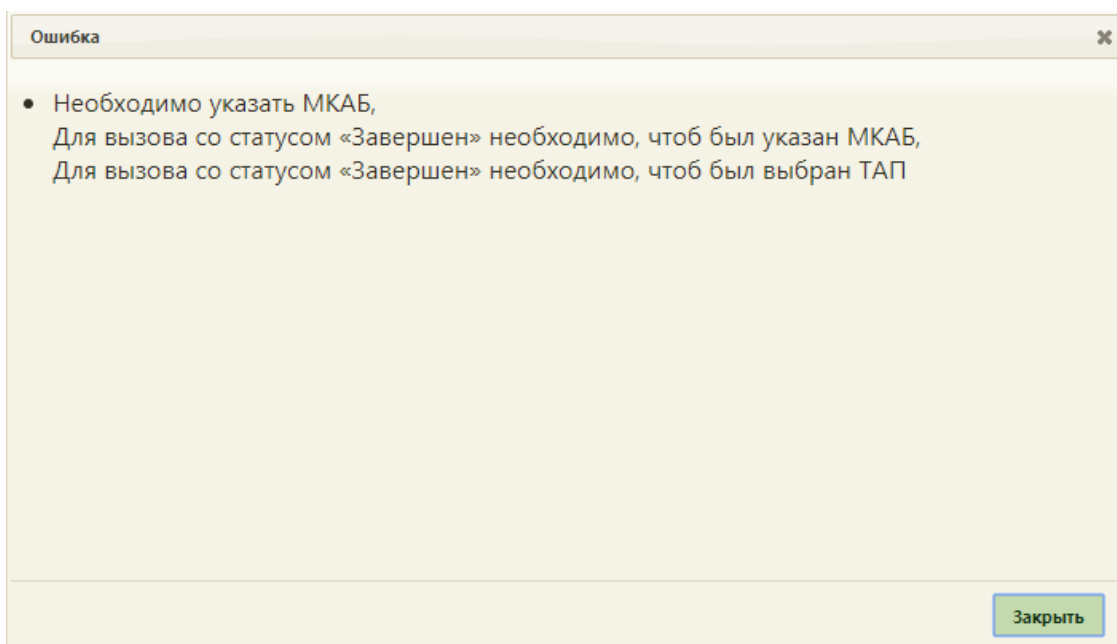 Ошибка
Необходимо указать МКАБ,
Для вызова со статусом «Завершен» необходимо, чтоб был указан МКАБ,
Для вызова со статусом «Завершен» необходимо, чтоб был выбран ТАП
Закрыть